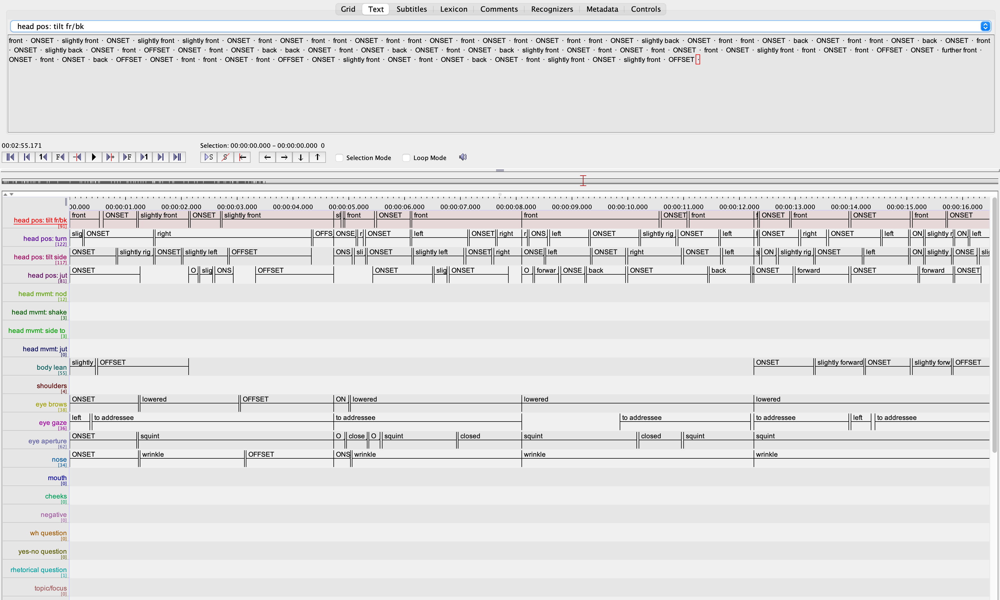 Grid Text Subtitles Lexicon Comments Recognizers Metadata Controls
head pos: tilt fr/bk
front · ONSET · slightly front · ONSET · slightly front · slightly front · ONSET · front · ONSET · front · front · ONSET · front · front · ONSET · front · ONSET · front · ONSET · front · front · ONSET · slightly back · ONSET · front · front · ONSET · back · ONSET · front · front · ONSET · back · ONSET · front
· ONSET · slightly back · ONSET · front · OFFSET · ONSET · front · ONSET · back · back · ONSET · front · ONSET · back · ONSET · front · ONSET · back · slightly front · ONSET · front · ONSET · front · ONSET · front · ONSET · slightly front · front · ONSET · front · OFFSET · ONSET · further front ·
ONSET · front · ONSET · back · OFFSET · ONSET · front · front · ONSET · front · OFFSET · ONSET · slightly front · ONSET · front · ONSET · back · ONSET · front · slightly front · ONSET · slightly front · OFFSET ·
00:02:55.171 Selection: 00:00:00.000 - 00:00:00.000 0
1 F F 1 S S Selection Mode Loop Mode
00.000 00:00:01.000 00:00:02.000 00:00:03.000 00:00:04.000 00:00:05.000 00:00:06.000 00:00:07.000 00:00:08.000 00:00:09.000 00:00:10.000 00:00:11.000 00:00:12.000 00:00:13.000 00:00:14.000 00:00:15.000 00:00:16.000
head pos: tilt fr/bk front ONSET slightly front ONSET slightly front sl front ONSET front front ONSET front f ONSET front ONSET front ONSET
[91]
head pos: turn slig ONSET right OFFS ONSE r ONSET left ONSET right r ONS left ONSET slightly rig ONSET left l ONSET right ONSET left ON slightly r ON left
[122]
head pos: tilt side ONSET slightly rig ONSET slightly left OFFSET ONS sli ONSET slightly left ONSET right ONSE left ONSET right ONSET left s ON slightly rig ONSET left ON slightly ONSE slig
[117]
head pos: jut ONSET O slig ONS OFFSET ONSET slig ONSET O forwar ONSE back ONSET back ONSET forward ONSET forward ONSET
[81]
head mvmt: nod
[12]
head mvmt: shake
[3]
head mvmt: side to
[3]
head mvmt: jut
[0]
body lean slightly OFFSET ONSET slightly forward ONSET slightly forw OFFSET
[55]
shoulders
[4]
eye brows ONSET lowered OFFSET ON lowered lowered lowered
[38]
eye gaze left to addressee to addressee to addressee to addressee left to addressee
[36]
eye aperture ONSET squint O close O squint closed squint closed squint squint
[62]
nose ONSET wrinkle OFFSET ONS wrinkle wrinkle wrinkle
[34]
mouth
[0]
cheeks
[0]
negative
[0]
wh question
[0]
yes-no question
[0]
rhetorical question
[1]
topic/focus
[0]